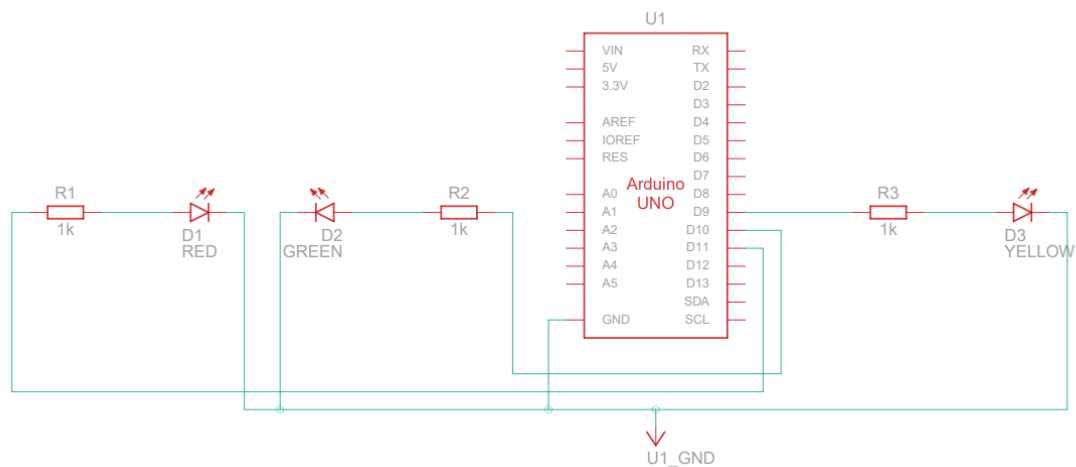 U1
VIN RX
5V TX
3.3V D2
D3
AREF D4
IOREF D5
RES D6
D7
Arduino
UNO
A0 D8
A1 D9
A2 D10
A3 D11
A4 D12
A5 D13
SDA
GND SCL
R1
1k
D1
RED
D2
GREEN
R2
1k
R3
1k
D3
YELLOW
U1_GND